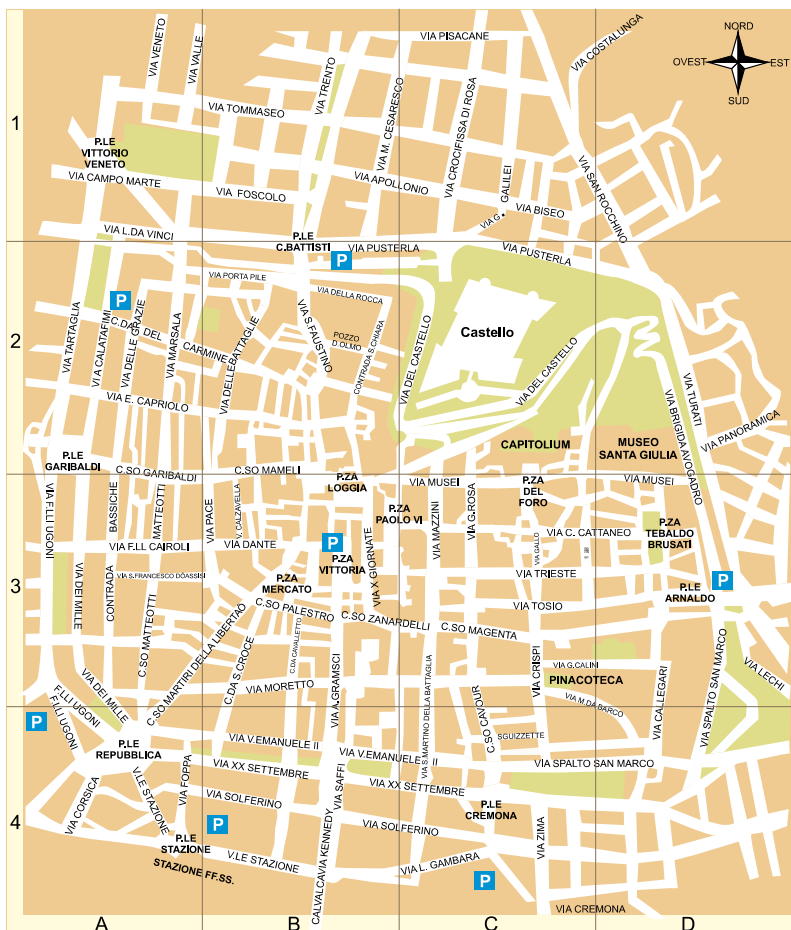 NORD
OVEST
EST
SUD
1
2
3
4
A
B
C
D
VIA PISACANE
VIA COSTALUNGA
VIA VENETO
VIA VALLE
VIA TRENTO
VIA M. CESARESCO
VIA CROCIFISSA DI ROSA
VIA TOMMASEO
P.LE
VITTORIO
VENETO
VIA CAMPO MARTE
VIA FOSCOLO
VIA APOLLONIO
GALILEI
VIA G.
VIA BISEO
VIA SAN ROCCHINO
VIA L.DA VINCI
P.LE
C.BATTISTI
VIA PUSTERLA
VIA PUSTERLA
P
VIA PORTA PILE
VIA DELLA ROCCA
P
VIA TARTAGLIA
VIA CALATAFIMI
VIA DELLE GRAZIE
C.DA DEL
CARMINE
VIA MARSALA
VIA DELLE BATTAGLIE
VIA S.FAUSTINO
POZZO
D OLMO
CONTRADA S.CHIARA
VIA DEL CASTELLO
Castello
VIA DEL CASTELLO
VIA TURATI
VIA BRIGIDA AVOGADRO
VIA PANORAMICA
VIA E. CAPRIOLO
CAPITOLIUM
MUSEO
SANTA GIULIA
P.LE
GARIBALDI
C.SO GARIBALDI
C.SO MAMELI
P.ZA
LOGGIA
VIA MUSEI
P.ZA
DEL
FORO
VIA MUSEI
VIA F.LLI UGONI
BASSICHE
CONTRADA
MATTEOTTI
C.SO MATTEOTTI
VIA PACE
V. CALZAVELLA
P.ZA
PAOLO VI
VIA MAZZINI
VIA G.ROSA
VIA GALLO
VIA C. CATTANEO
P.ZA
TEBALDO
BRUSATI
VIA F.LL CAIROLI
VIA DANTE
P
P.ZA
VITTORIA
VIA X GIORNATE
VIA S.FRANCESCO DÒASSISI
P.ZA
MERCATO
VIA TRIESTE
P
P.LE
ARNALDO
VIA DEI MILLE
C.SO PALESTRO
C.SO ZANARDELLI
C.SO MAGENTA
VIA TOSIO
C.SO MARTIRI DELLA LIBERTAÕ
C.DA S.CROCE
C.DA CAVALLETTO
VIA A.GRAMSCI
VIA S.MARTINO DELLA BATTAGLIA
VIA CRISPI
VIA G.CALINI
PINACOTECA
VIA M.DA BARCO
VIA CALLEGARI
VIA SPALTO SAN MARCO
VIA LECHI
VIA MORETTO
VIA DEI MILLE
F.LLI UGONI
F.LLI UGONI
P
C.SO CAVOUR
SGUIZZETTE
P.LE
REPUBBLICA
VIA V.EMANUELE II
VIA V.EMANUELE II
VIA SPALTO SAN MARCO
VIA XX SETTEMBRE
VIA XX SETTEMBRE
VIA CORSICA
V.LE STAZIONE
VIA FOPPA
VIA SOLFERINO
VIA SAFFI
VIA SOLFERINO
P.LE
CREMONA
VIA ZIMA
P
P.LE
STAZIONE
STAZIONE FF.SS.
V.LE STAZIONE
CALVALCAVIA KENNEDY
VIA L. GAMBARA
P
VIA CREMONA